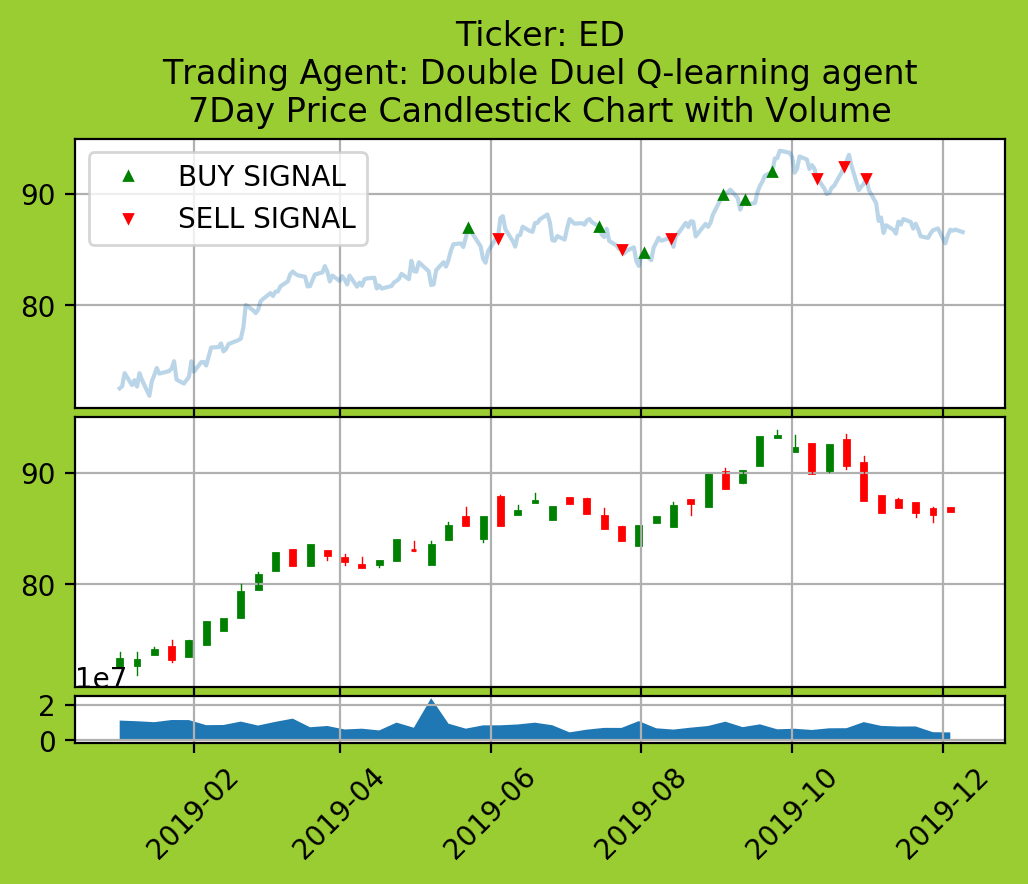 Ticker: ED
Trading Agent: Double Duel Q-learning agent
7Day Price Candlestick Chart with Volume
BUY SIGNAL
SELL SIGNAL
90
80
90
80
1e7
2
0
2019-02
2019-04
2019-06
2019-08
2019-10
2019-12